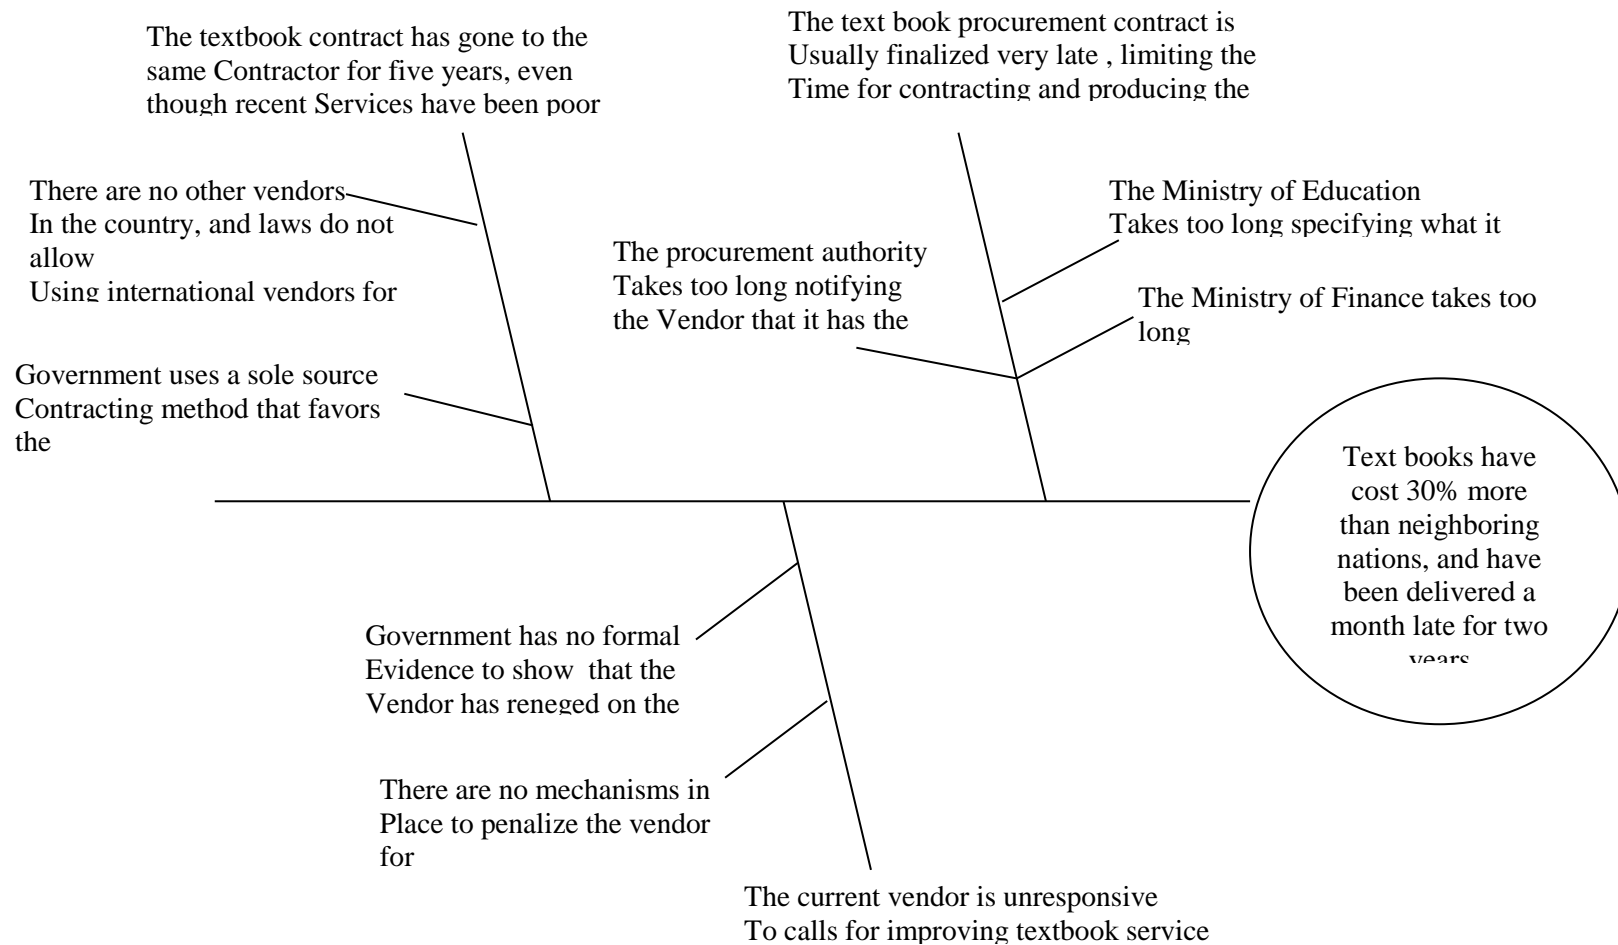 The textbook contract has gone to the
same Contractor for five years, even
though recent Services have been poor
The text book procurement contract is
Usually finalized very late , limiting the
Time for contracting and producing the
There are no other vendors
In the country, and laws do not
allow
Using international vendors for
The Ministry of Education
Takes too long specifying what it
The procurement authority
Takes too long notifying
the Vendor that it has the
The Ministry of Finance takes too
long
Government uses a sole source
Contracting method that favors
the
Text books have
cost 30% more
than neighboring
nations, and have
been delivered a
month late for two
years
Government has no formal
Evidence to show  that the
Vendor has reneged on the
There are no mechanisms in
Place to penalize the vendor
for
The current vendor is unresponsive
To calls for improving textbook service